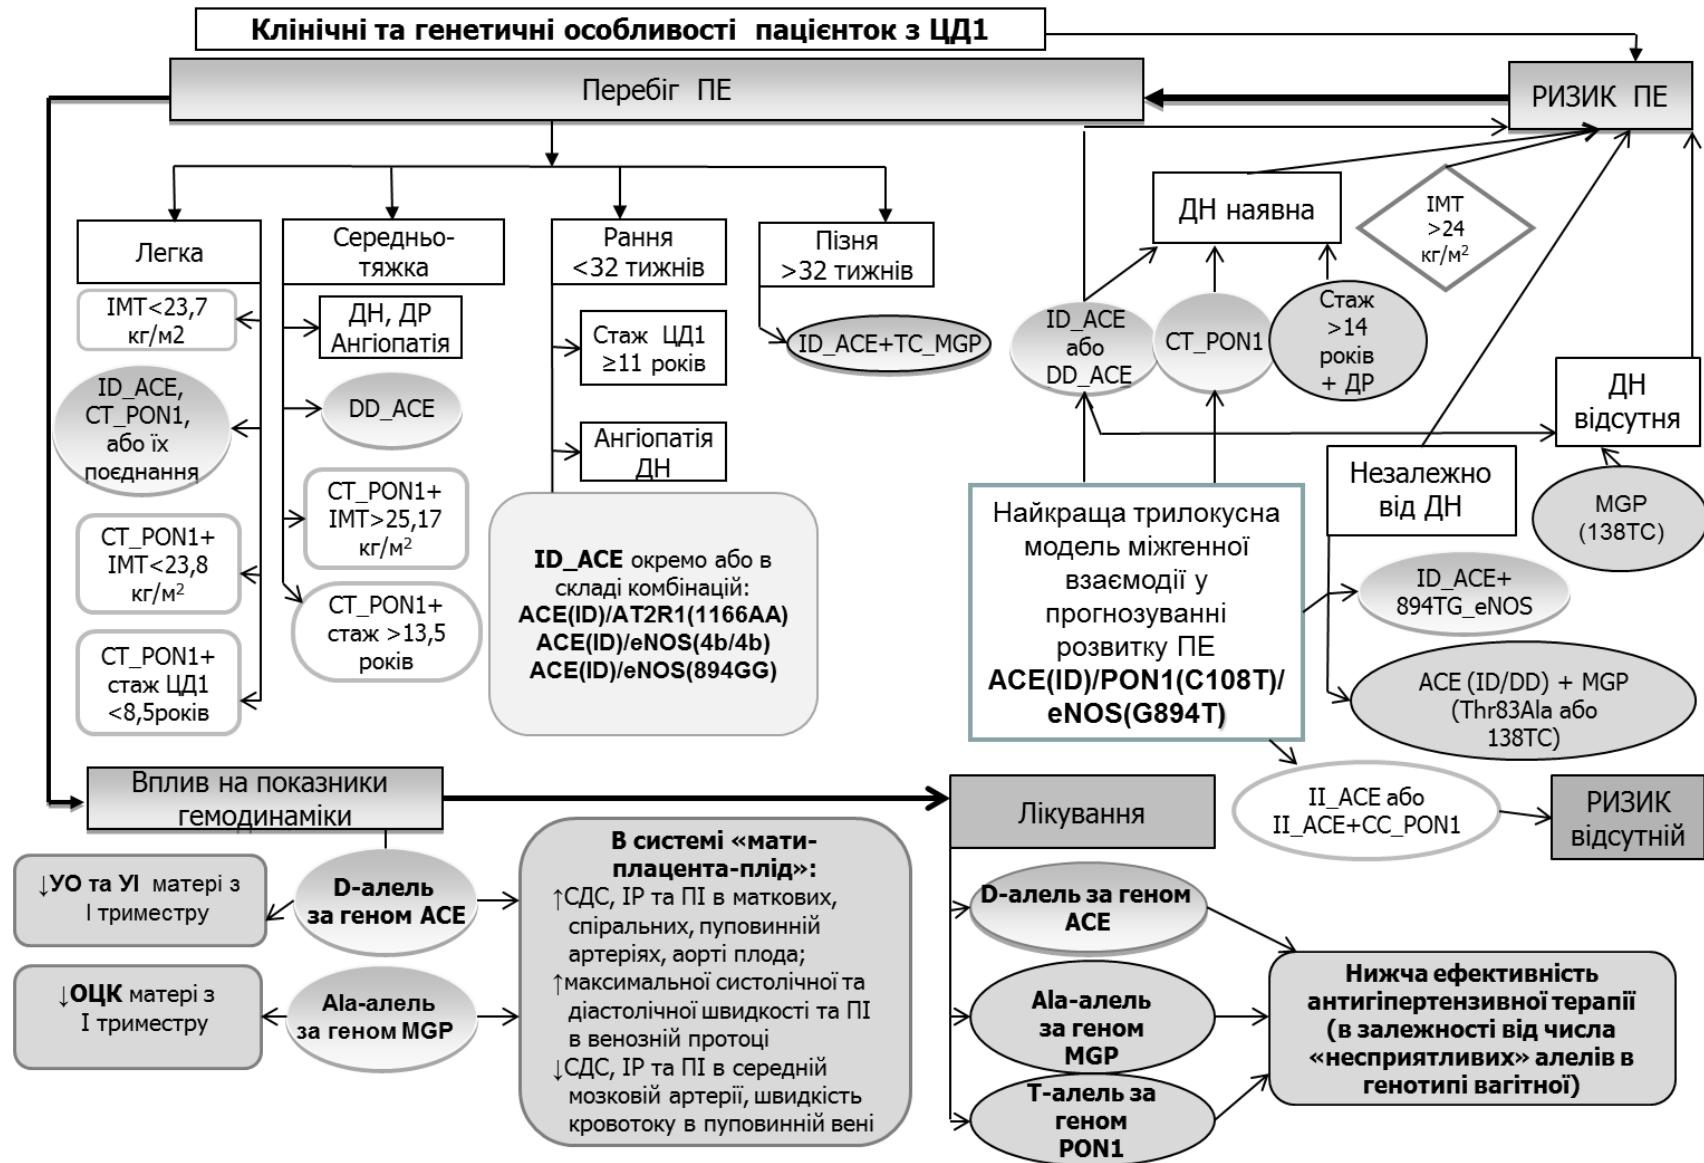 Клінічні та генетичні особливості пацієнток з ЦД1
Перебіг ПЕ
РИЗИК ПЕ
Легка
ІМТ<23,7
кг/м2
ID_ACE,
CT_PON1,
або їх
поєднання
CT_PON1+
ІМТ<23,8
кг/м²
CT_PON1+
стаж ЦД1
<8,5років
Середньо-
тяжка
ДН, ДР
Ангіопатія
DD_ACE
CT_PON1+
ІМТ>25,17
кг/м²
CT_PON1+
стаж >13,5
років
Рання
<32 тижнів
Стаж ЦД1
≥11 років
Ангіопатія
ДН
ID_ACE окремо або в
складі комбінацій:
ACE(ID)/AT2R1(1166AA)
ACE(ID)/eNOS(4b/4b)
ACE(ID)/eNOS(894GG)
Пізня
>32 тижнів
ID_ACE+TC_MGP
ДН наявна
ІМТ
>24
кг/м²
ID_ACE
або
DD_ACE
CT_PON1
Стаж
>14
років
+ ДР
ДН
відсутня
Незалежно
від ДН
MGP
(138TC)
Найкраща трилокусна
модель міжгенної
взаємодії у
прогнозуванні
розвитку ПЕ
ACE(ID)/PON1(C108T)/
eNOS(G894T)
ID_ACE+
894TG_eNOS
ACE (ID/DD) + MGP
(Thr83Ala або
138TC)
II_ACE або
II_ACE+CC_PON1
РИЗИК
відсутній
Вплив на показники
гемодинаміки
↓УО та УІ матері з
І триместру
D-алель
за геном ACE
↓ОЦК матері з
І триместру
Ala-алель
за геном MGP
В системі «мати-
плацента-плід»:
↑СДС, ІР та ПІ в маткових,
спіральних, пуповинній
артеріях, аорті плода;
↑максимальної систолічної та
діастолічної швидкості та ПІ
в венозній протоці
↓СДС, ІР та ПІ в середній
мозковій артерії, швидкість
кровотоку в пуповинній вені
Лікування
D-алель за геном
ACE
Ala-алель
за геном
MGP
Т-алель за
геном
PON1
Нижча ефективність
антигіпертензивної терапії
(в залежності від числа
«несприятливих» алелів в
генотипі вагітної)